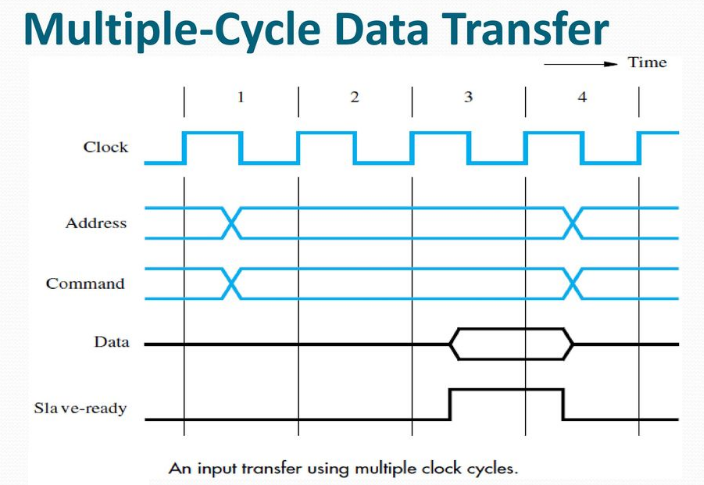 Multiple-Cycle Data Transfer
Time
1 2 3 4
Clock
Address
Command
Data
Slave-ready
An input transfer using multiple clock cycles.